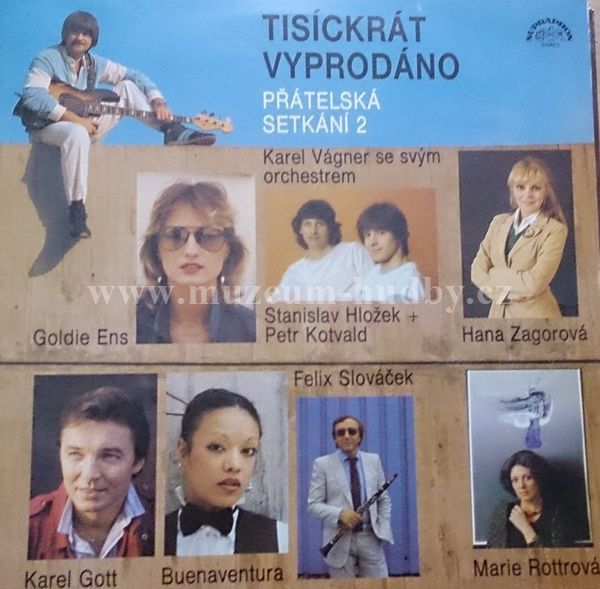 TISÍCKRÁT
VYPRODÁNO
PŘÁTELSKÁ
SETKÁNÍ 2
SUPRAPHON
STEREO
Karel Vágner se svým
orchestrem
www.muzeum-hudby.cz
Goldie Ens
Stanislav Hložek +
Petr Kotvald
Hana Zagorová
Felix Slováček
Karel Gott
Buenaventura
Marie Rottrová